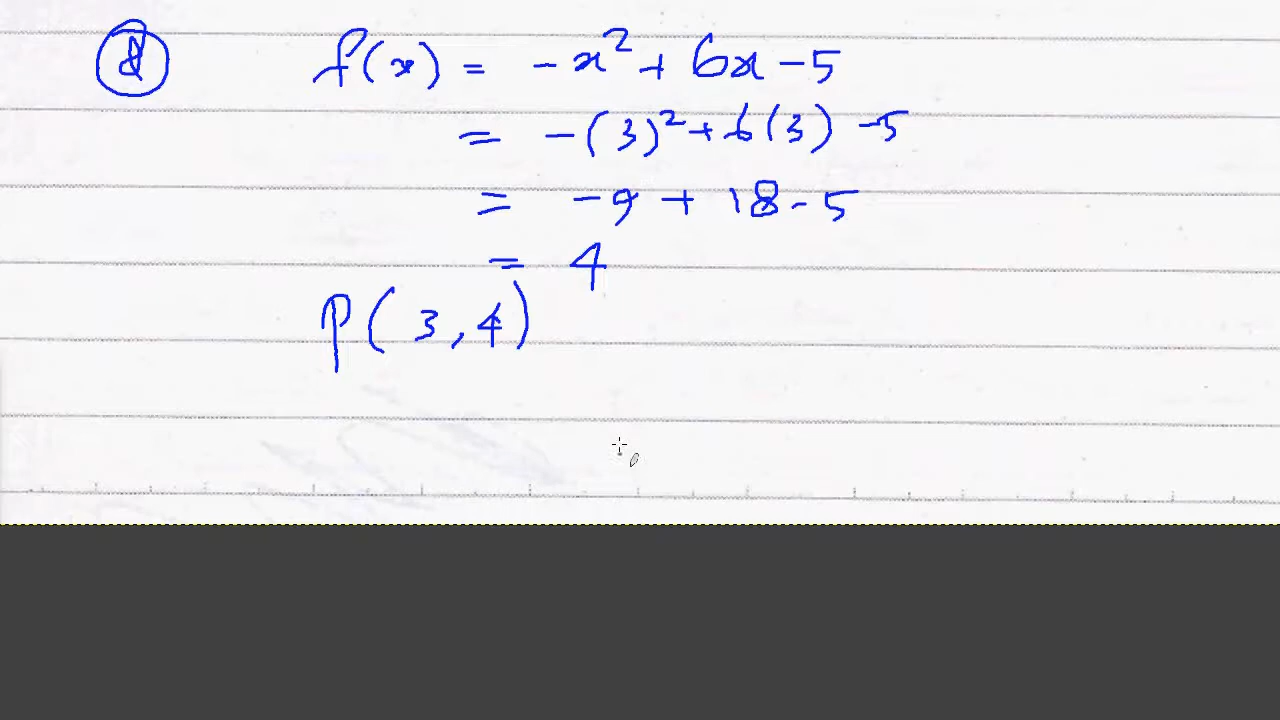 d f(x) = -x² + 6x - 5
= -(3)² + 6(3) - 5
= -9 + 18 - 5
= 4
P(3, 4)